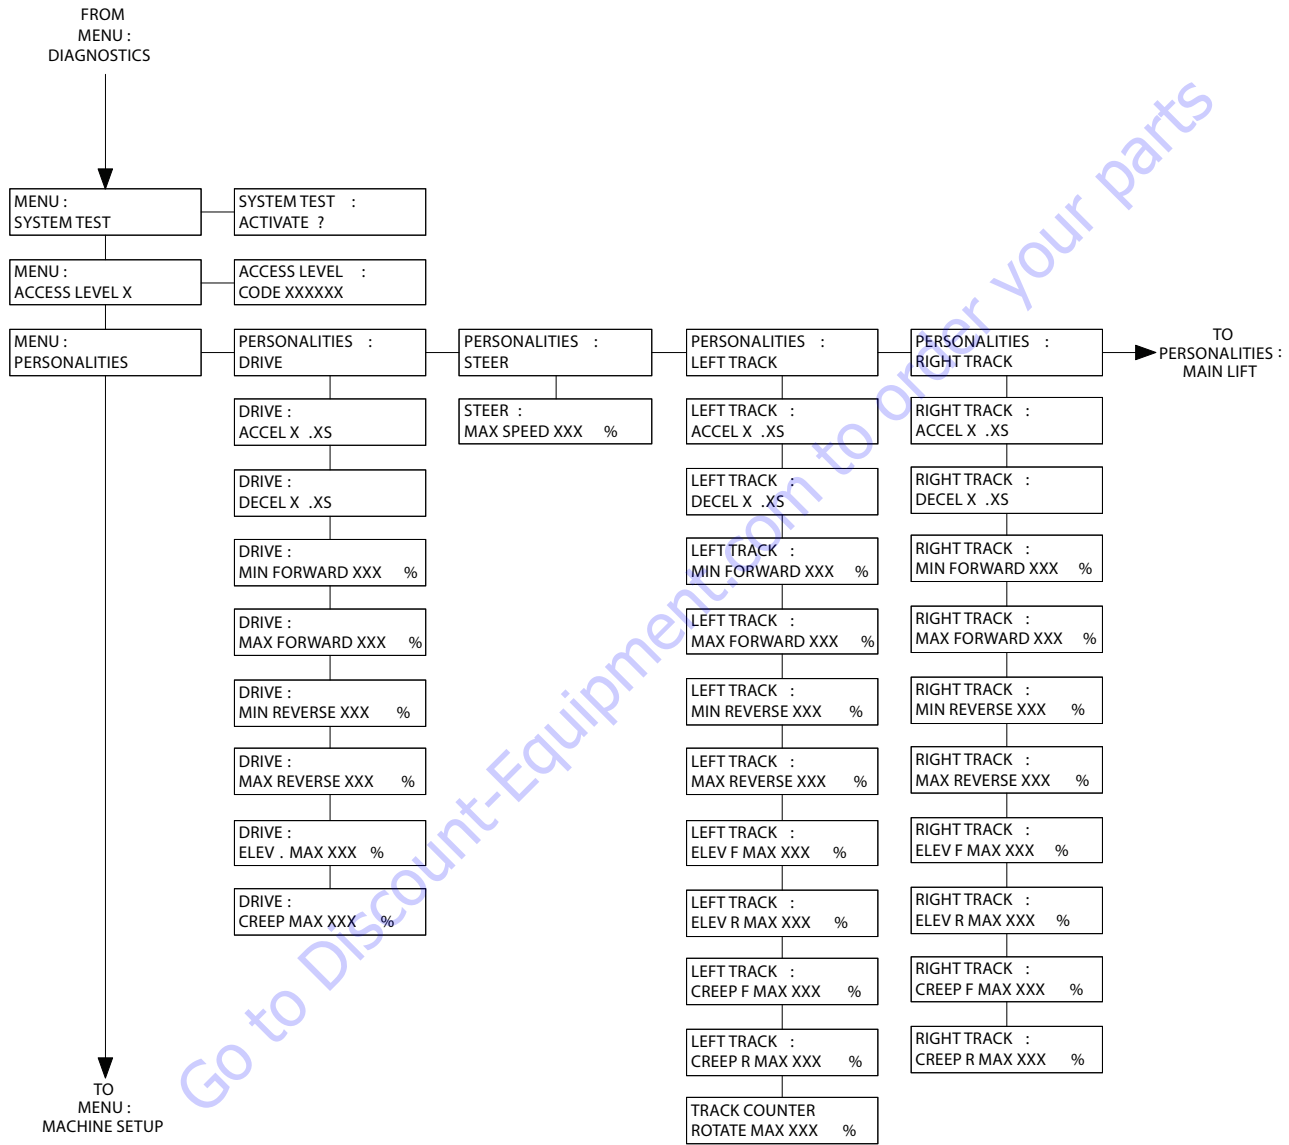 FROM
MENU :
DIAGNOSTICS
MENU :
SYSTEM TEST
SYSTEM TEST :
ACTIVATE ?
MENU :
ACCESS LEVEL X
ACCESS LEVEL :
CODE XXXXXX
MENU :
PERSONALITIES
PERSONALITIES :
DRIVE
PERSONALITIES :
STEER
PERSONALITIES :
LEFT TRACK
PERSONALITIES :
RIGHT TRACK
TO
PERSONALITIES :
MAIN LIFT
DRIVE :
ACCEL X .XS
DRIVE :
DECEL X .XS
DRIVE :
MIN FORWARD XXX %
DRIVE :
MAX FORWARD XXX %
DRIVE :
MIN REVERSE XXX %
DRIVE :
MAX REVERSE XXX %
DRIVE :
ELEV . MAX XXX %
DRIVE :
CREEP MAX XXX %
STEER :
MAX SPEED XXX %
LEFT TRACK :
ACCEL X .XS
LEFT TRACK :
DECEL X .XS
LEFT TRACK :
MIN FORWARD XXX %
LEFT TRACK :
MAX FORWARD XXX %
LEFT TRACK :
MIN REVERSE XXX %
LEFT TRACK :
MAX REVERSE XXX %
LEFT TRACK :
ELEV F MAX XXX %
LEFT TRACK :
ELEV R MAX XXX %
LEFT TRACK :
CREEP F MAX XXX %
LEFT TRACK :
CREEP R MAX XXX %
TRACK COUNTER
ROTATE MAX XXX %
RIGHT TRACK :
ACCEL X .XS
RIGHT TRACK :
DECEL X .XS
RIGHT TRACK :
MIN FORWARD XXX %
RIGHT TRACK :
MAX FORWARD XXX %
RIGHT TRACK :
MIN REVERSE XXX %
RIGHT TRACK :
MAX REVERSE XXX %
RIGHT TRACK :
ELEV F MAX XXX %
RIGHT TRACK :
ELEV R MAX XXX %
RIGHT TRACK :
CREEP F MAX XXX %
RIGHT TRACK :
CREEP R MAX XXX %
TO
MENU :
MACHINE SETUP
Go to Discount-Equipment.com to order your parts